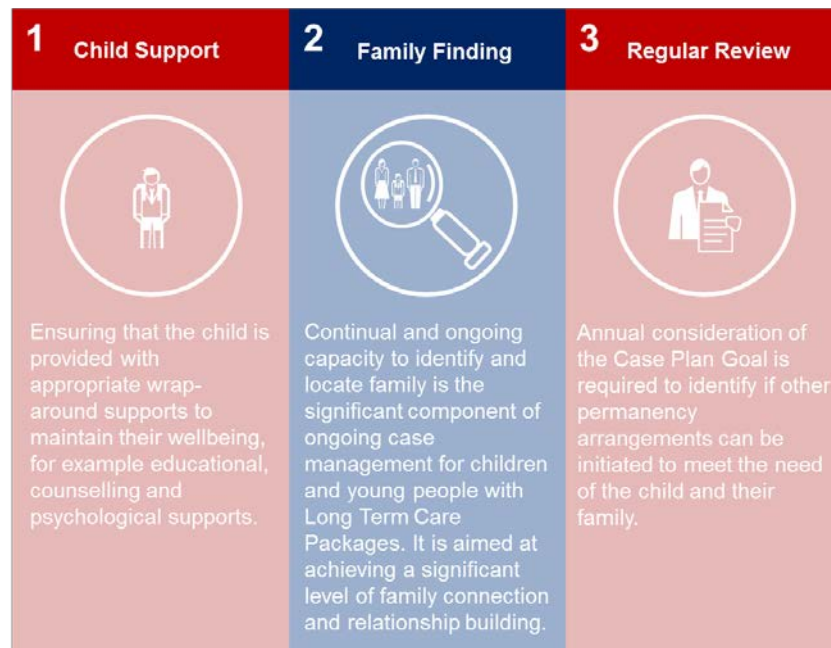 1 Child Support
Ensuring that the child is
provided with
appropriate wrap-
around supports to
maintain their wellbeing,
for example educational,
counselling and
psychological supports.
2 Family Finding
Continual and ongoing
capacity to identify and
locate family is the
significant component of
ongoing case
management for children
and young people with
Long Term Care
Packages. It is aimed at
achieving a significant
level of family connection
and relationship building.
3 Regular Review
Annual consideration of
the Case Plan Goal is
required to identify if other
permanency
arrangements can be
initiated to meet the need
of the child and their
family.